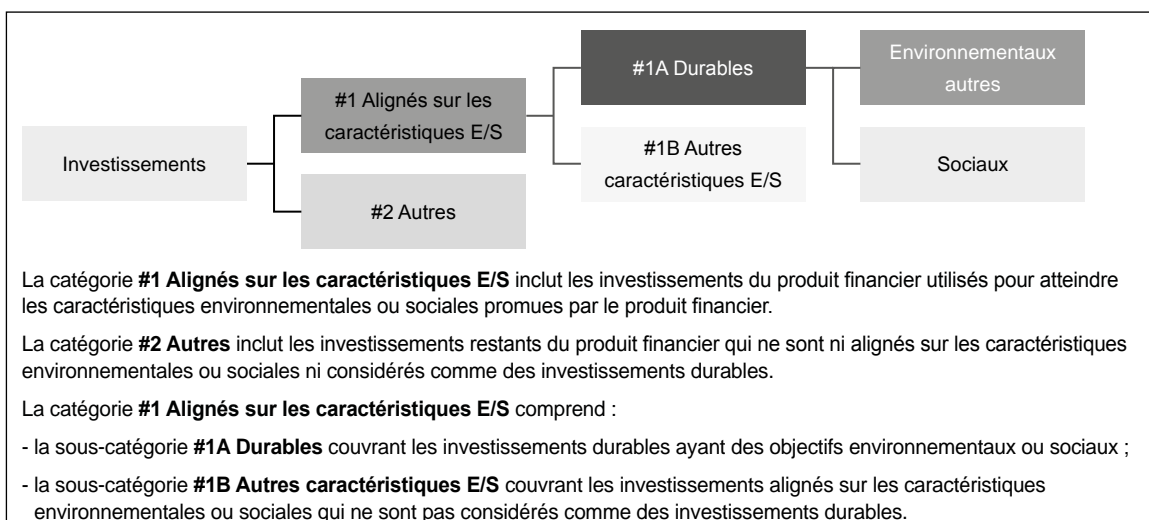 Investissements
#1 Alignés sur les
caractéristiques E/S
#2 Autres
#1A Durables
#1B Autres
caractéristiques E/S
Environnementaux
autres
Sociaux
La catégorie #1 Alignés sur les caractéristiques E/S inclut les investissements du produit financier utilisés pour atteindre
les caractéristiques environnementales ou sociales promues par le produit financier.
La catégorie #2 Autres inclut les investissements restants du produit financier qui ne sont ni alignés sur les caractéristiques
environnementales ou sociales ni considérés comme des investissements durables.
La catégorie #1 Alignés sur les caractéristiques E/S comprend :
- la sous-catégorie #1A Durables couvrant les investissements durables ayant des objectifs environnementaux ou sociaux ;
- la sous-catégorie #1B Autres caractéristiques E/S couvrant les investissements alignés sur les caractéristiques
environnementales ou sociales qui ne sont pas considérés comme des investissements durables.